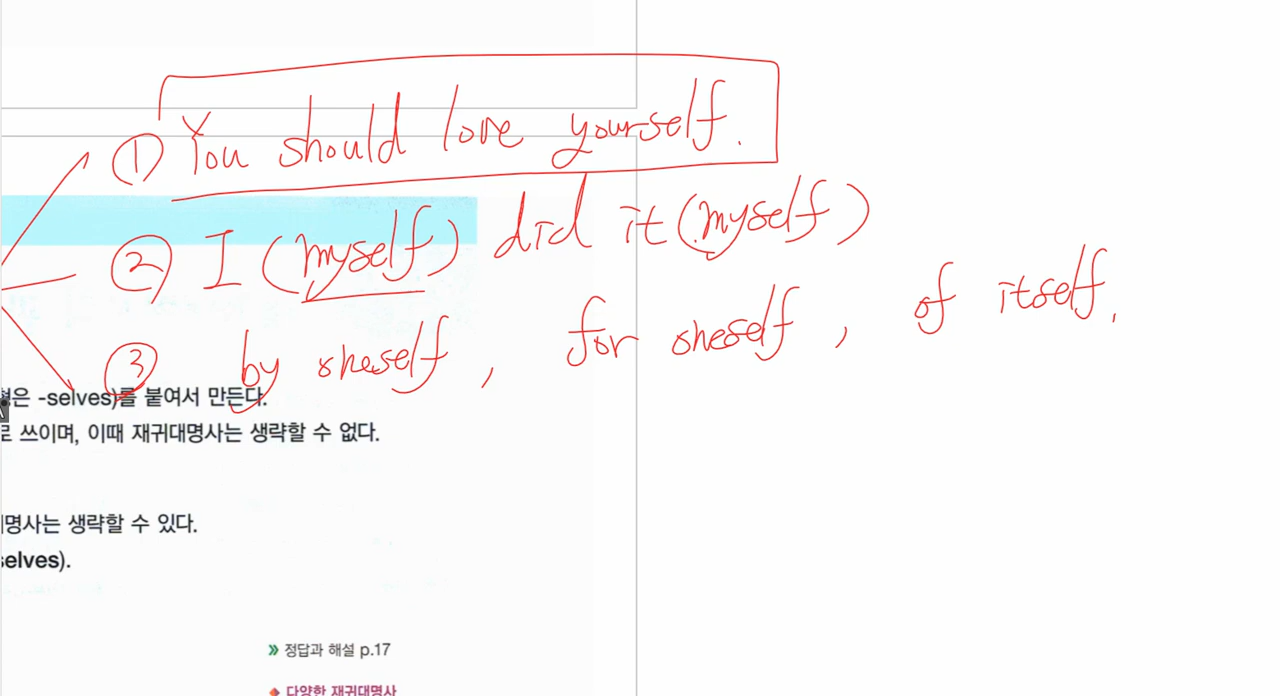 ① You should love yourself.
② I (myself) did it (myself)
③ by sheself, for sheself, of itself.
은 -selves)를 붙여서 만든다.
로 쓰이며, 이때 재귀대명사는 생략할 수 없다.
명사는 생략할 수 있다.
selves).
» 정답과 해설 p.17
다양한 재귀대명사